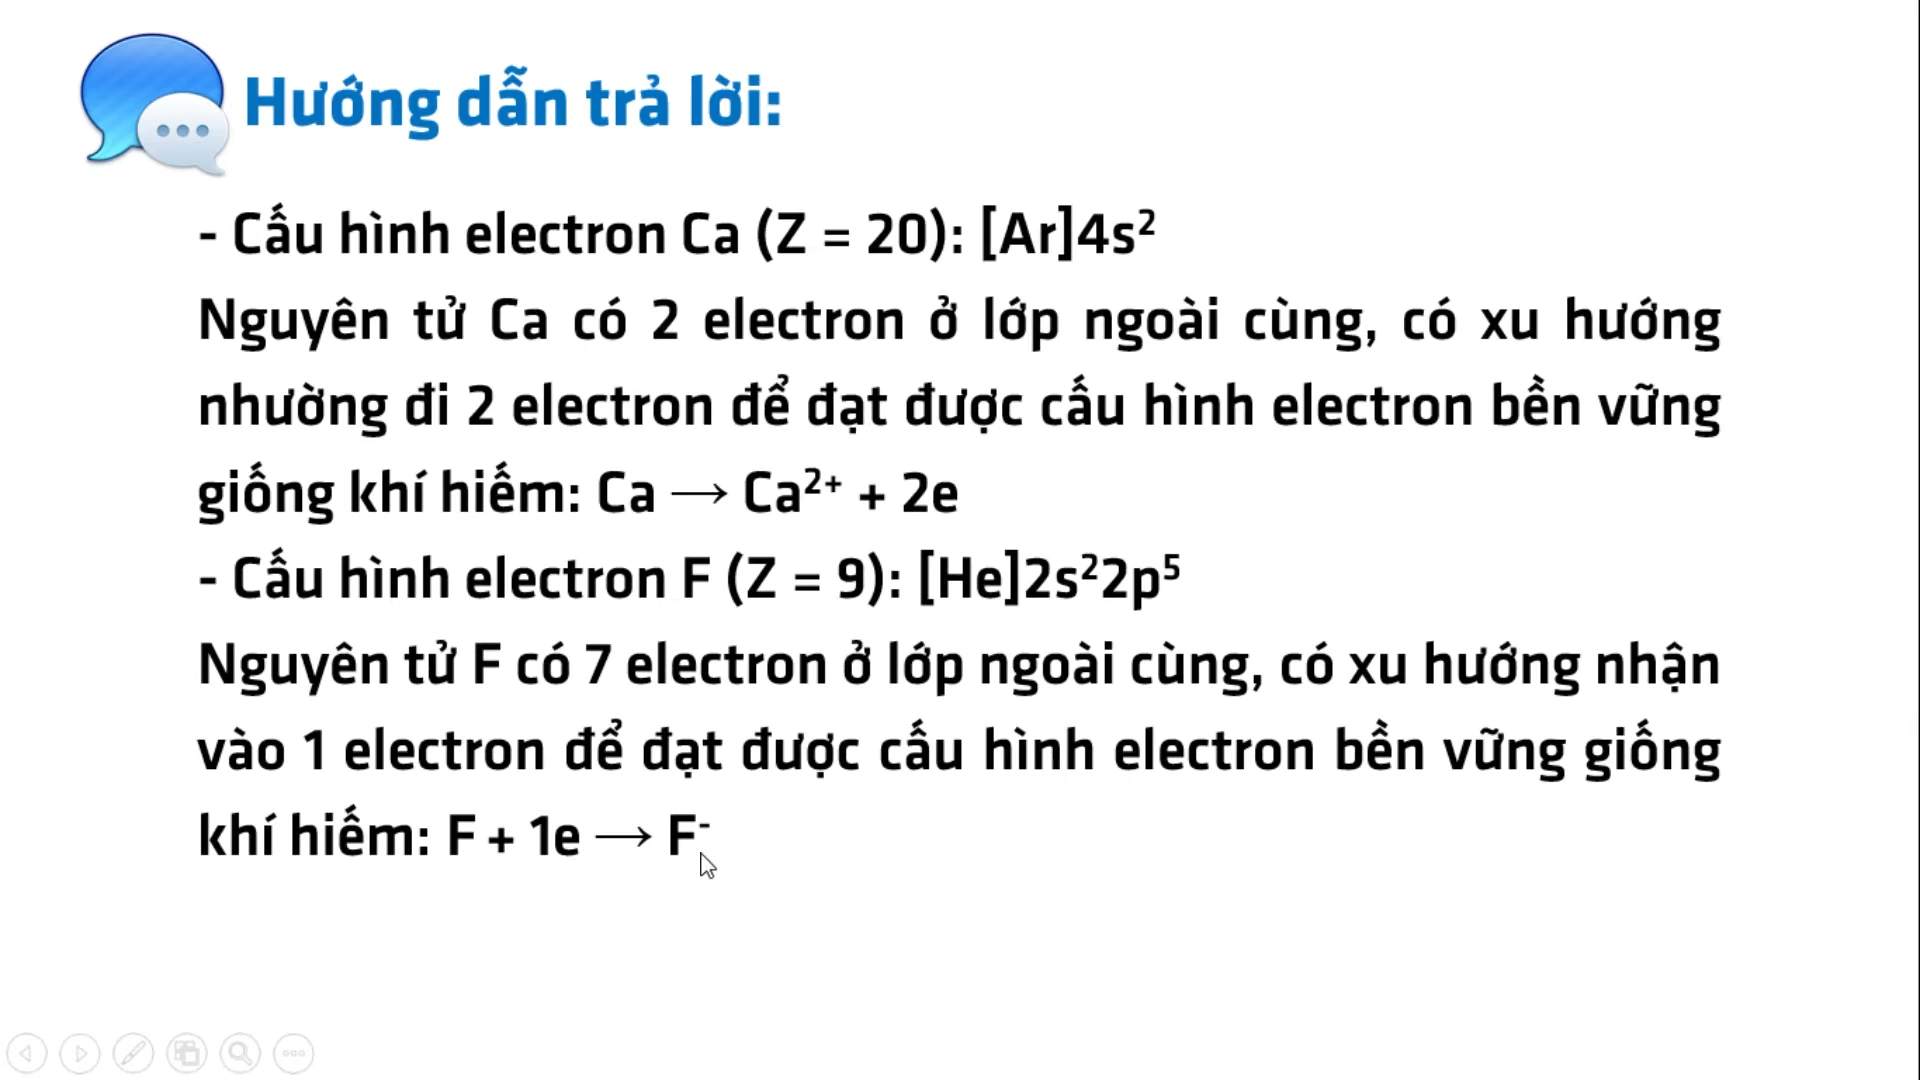 Hướng dẫn trả lời:
- Cấu hình electron Ca (Z = 20): [Ar]4s²
Nguyên tử Ca có 2 electron ở lớp ngoài cùng, có xu hướng
nhường đi 2 electron để đạt được cấu hình electron bền vững
giống khí hiếm: Ca → Ca²⁺ + 2e
- Cấu hình electron F (Z = 9): [He]2s²2p⁵
Nguyên tử F có 7 electron ở lớp ngoài cùng, có xu hướng nhận
vào 1 electron để đạt được cấu hình electron bền vững giống
khí hiếm: F + 1e → F⁻